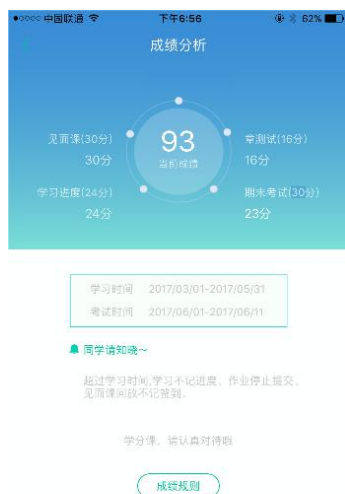 中国联通
下午6:56
62%
成绩分析
见面课(30分)
30分
93
当前成绩
章测试(16分)
16分
学习进度(24分)
24分
期末考试(30分)
23分
学习时间 2017/03/01-2017/05/31
考试时间 2017/06/01-2017/06/11
同学请知晓~
超过学习时间,学习不记进度、作业停止提交、
见面课回放不记签到。
学分课，请认真对待哦
成绩规则